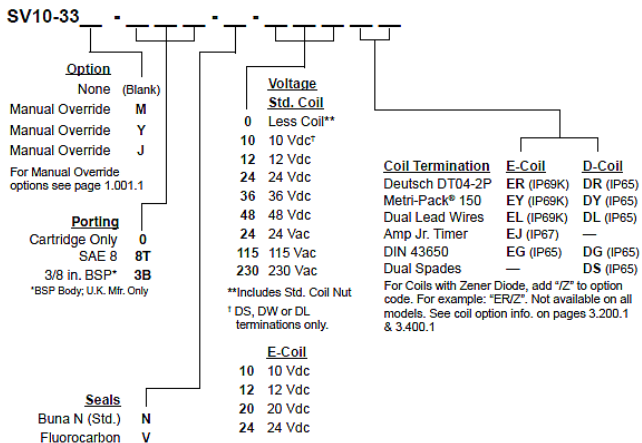 SV10-33__ - ___ - _ - ___ __
Option
None (Blank)
Manual Override M
Manual Override Y
Manual Override J
For Manual Override
options see page 1.001.1
Porting
Cartridge Only 0
SAE 8 8T
3/8 in. BSP* 3B
*BSP Body; U.K. Mfr. Only
Seals
Buna N (Std.) N
Fluorocarbon V
Voltage
Std. Coil
0 Less Coil**
10 10 Vdc†
12 12 Vdc
24 24 Vdc
36 36 Vdc
48 48 Vdc
24 24 Vac
115 115 Vac
230 230 Vac
**Includes Std. Coil Nut
† DS, DW or DL
terminations only.
E-Coil
10 10 Vdc
12 12 Vdc
20 20 Vdc
24 24 Vdc
Coil Termination E-Coil D-Coil
Deutsch DT04-2P ER (IP69K) DR (IP65)
Metri-Pack® 150 EY (IP69K) DY (IP65)
Dual Lead Wires EL (IP69K) DL (IP65)
Amp Jr. Timer EJ (IP67) —
DIN 43650 EG (IP65) DG (IP65)
Dual Spades — DS (IP65)
For Coils with Zener Diode, add "/Z" to option
code. For example: "ER/Z". Not available on all
models. See coil option info. on pages 3.200.1
& 3.400.1